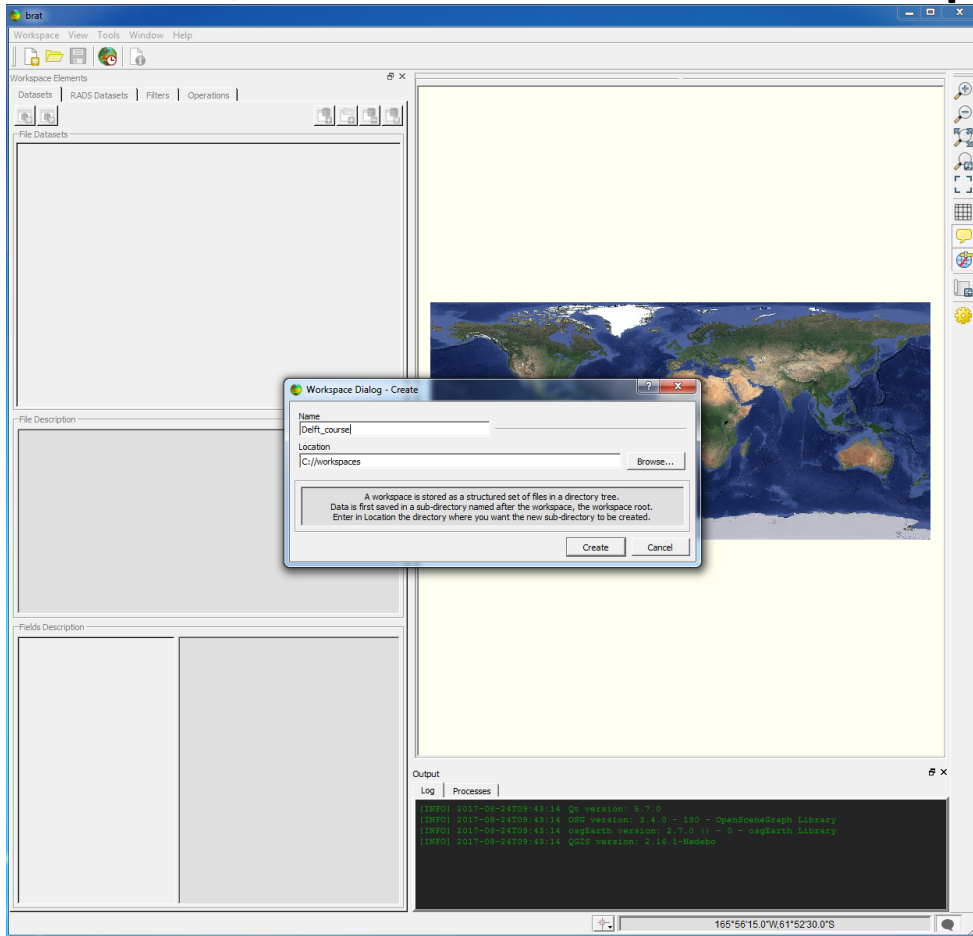 brat
Workspace View Tools Window Help
Workspace Elements
Datasets RADS Datasets Filters Operations
File Datasets
Workspace Dialog - Create
Name
Delft_course
Location
C://workspaces
Browse...
A workspace is stored as a structured set of files in a directory tree.
Data is first saved in a sub-directory named after the workspace, the workspace root.
Enter in Location the directory where you want the new sub-directory to be created.
Create Cancel
File Description
Fields Description
Output
Log Processes
[INFO] 2017-08-24T09:43:14 Qt version: 5.7.0
[INFO] 2017-08-24T09:43:14 OSG version: 3.4.0 - 130 - OpenSceneGraph Library
[INFO] 2017-08-24T09:43:14 osgEarth version: 2.7.0 () - 0 - osgEarth Library
[INFO] 2017-08-24T09:43:14 QGIS version: 2.16.1-Nødebo
165°56'15.0"W,61°52'30.0"S